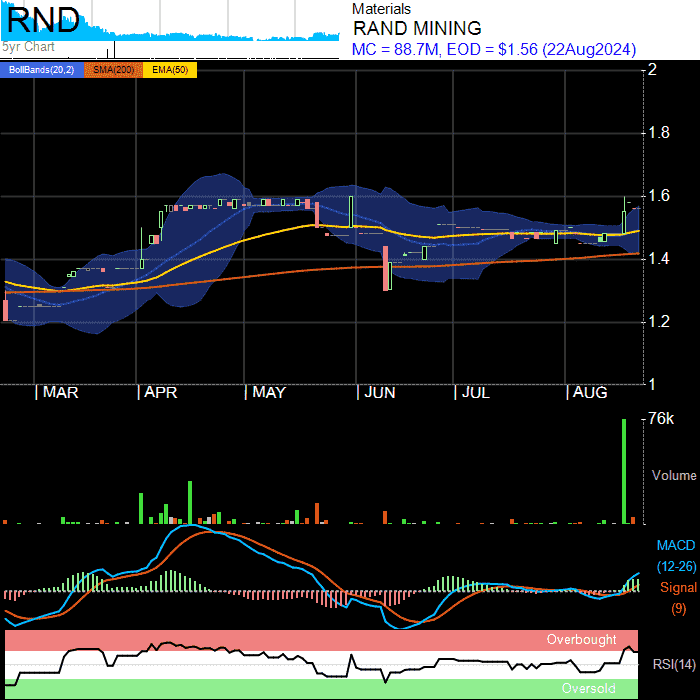 RND
5yr Chart
Materials
RAND MINING
MC = 88.7M, EOD = $1.56 (22Aug2024)
BollBands(20,2) SMA(200) EMA(50)
2
1.8
1.6
1.4
1.2
1
| MAR | APR | MAY | JUN | JUL | AUG
76k
Volume
MACD
(12-26)
Signal
(9)
Overbought
RSI(14)
Oversold